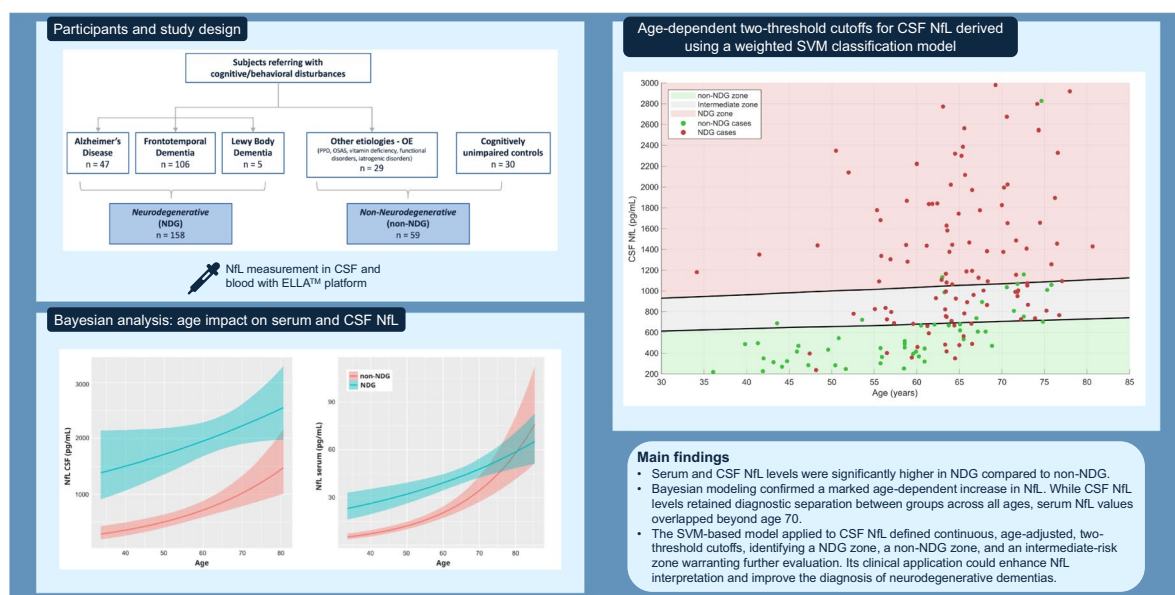 Participants and study design
Subjects referring with
cognitive/behavioral disturbances
Alzheimer's
Disease
n = 47
Frontotemporal
Dementia
n = 106
Lewy Body
Dementia
n = 5
Other etiologies - OE
(PPD, OSAS, vitamin deficiency, functional
disorders, iatrogenic disorders)
n = 29
Cognitively
unimpaired controls
n = 30
Neurodegenerative
(NDG)
n = 158
Non-Neurodegenerative
(non-NDG)
n = 59
NfL measurement in CSF and
blood with ELLA™ platform
Bayesian analysis: age impact on serum and CSF NfL
NfL CSF (pg/mL)
3000
2000
1000
40 50 60 70 80
Age
NfL serum (pg/mL)
90
60
30
non-NDG
NDG
40 50 60 70 80
Age
Age-dependent two-threshold cutoffs for CSF NfL derived
using a weighted SVM classification model
CSF NfL (pg/mL)
3000
2800
2600
2400
2200
2000
1800
1600
1400
1200
1000
800
600
400
200
non-NDG zone
Intermediate zone
NDG zone
non-NDG cases
NDG cases
30 35 40 45 50 55 60 65 70 75 80 85
Age (years)
Main findings
• Serum and CSF NfL levels were significantly higher in NDG compared to non-NDG.
• Bayesian modeling confirmed a marked age-dependent increase in NfL. While CSF NfL
levels retained diagnostic separation between groups across all ages, serum NfL values
overlapped beyond age 70.
• The SVM-based model applied to CSF NfL defined continuous, age-adjusted, two-
threshold cutoffs, identifying a NDG zone, a non-NDG zone, and an intermediate-risk
zone warranting further evaluation. Its clinical application could enhance NfL
interpretation and improve the diagnosis of neurodegenerative dementias.